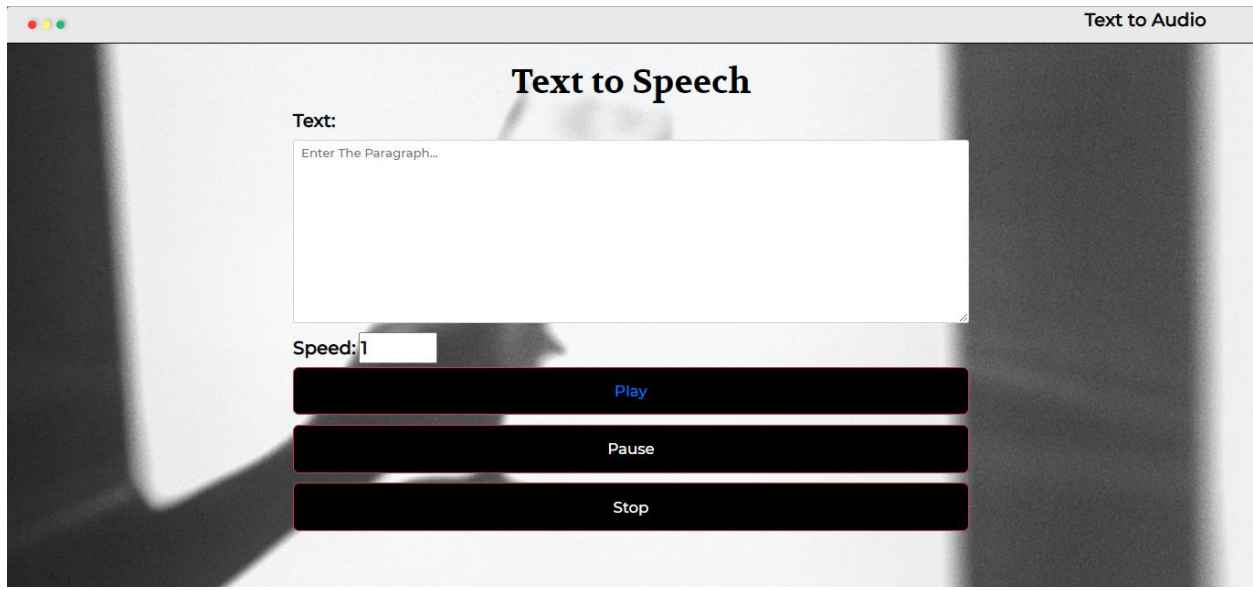 Text to Audio
Text to Speech
Text:
Enter The Paragraph...
Speed: 1
Play
Pause
Stop